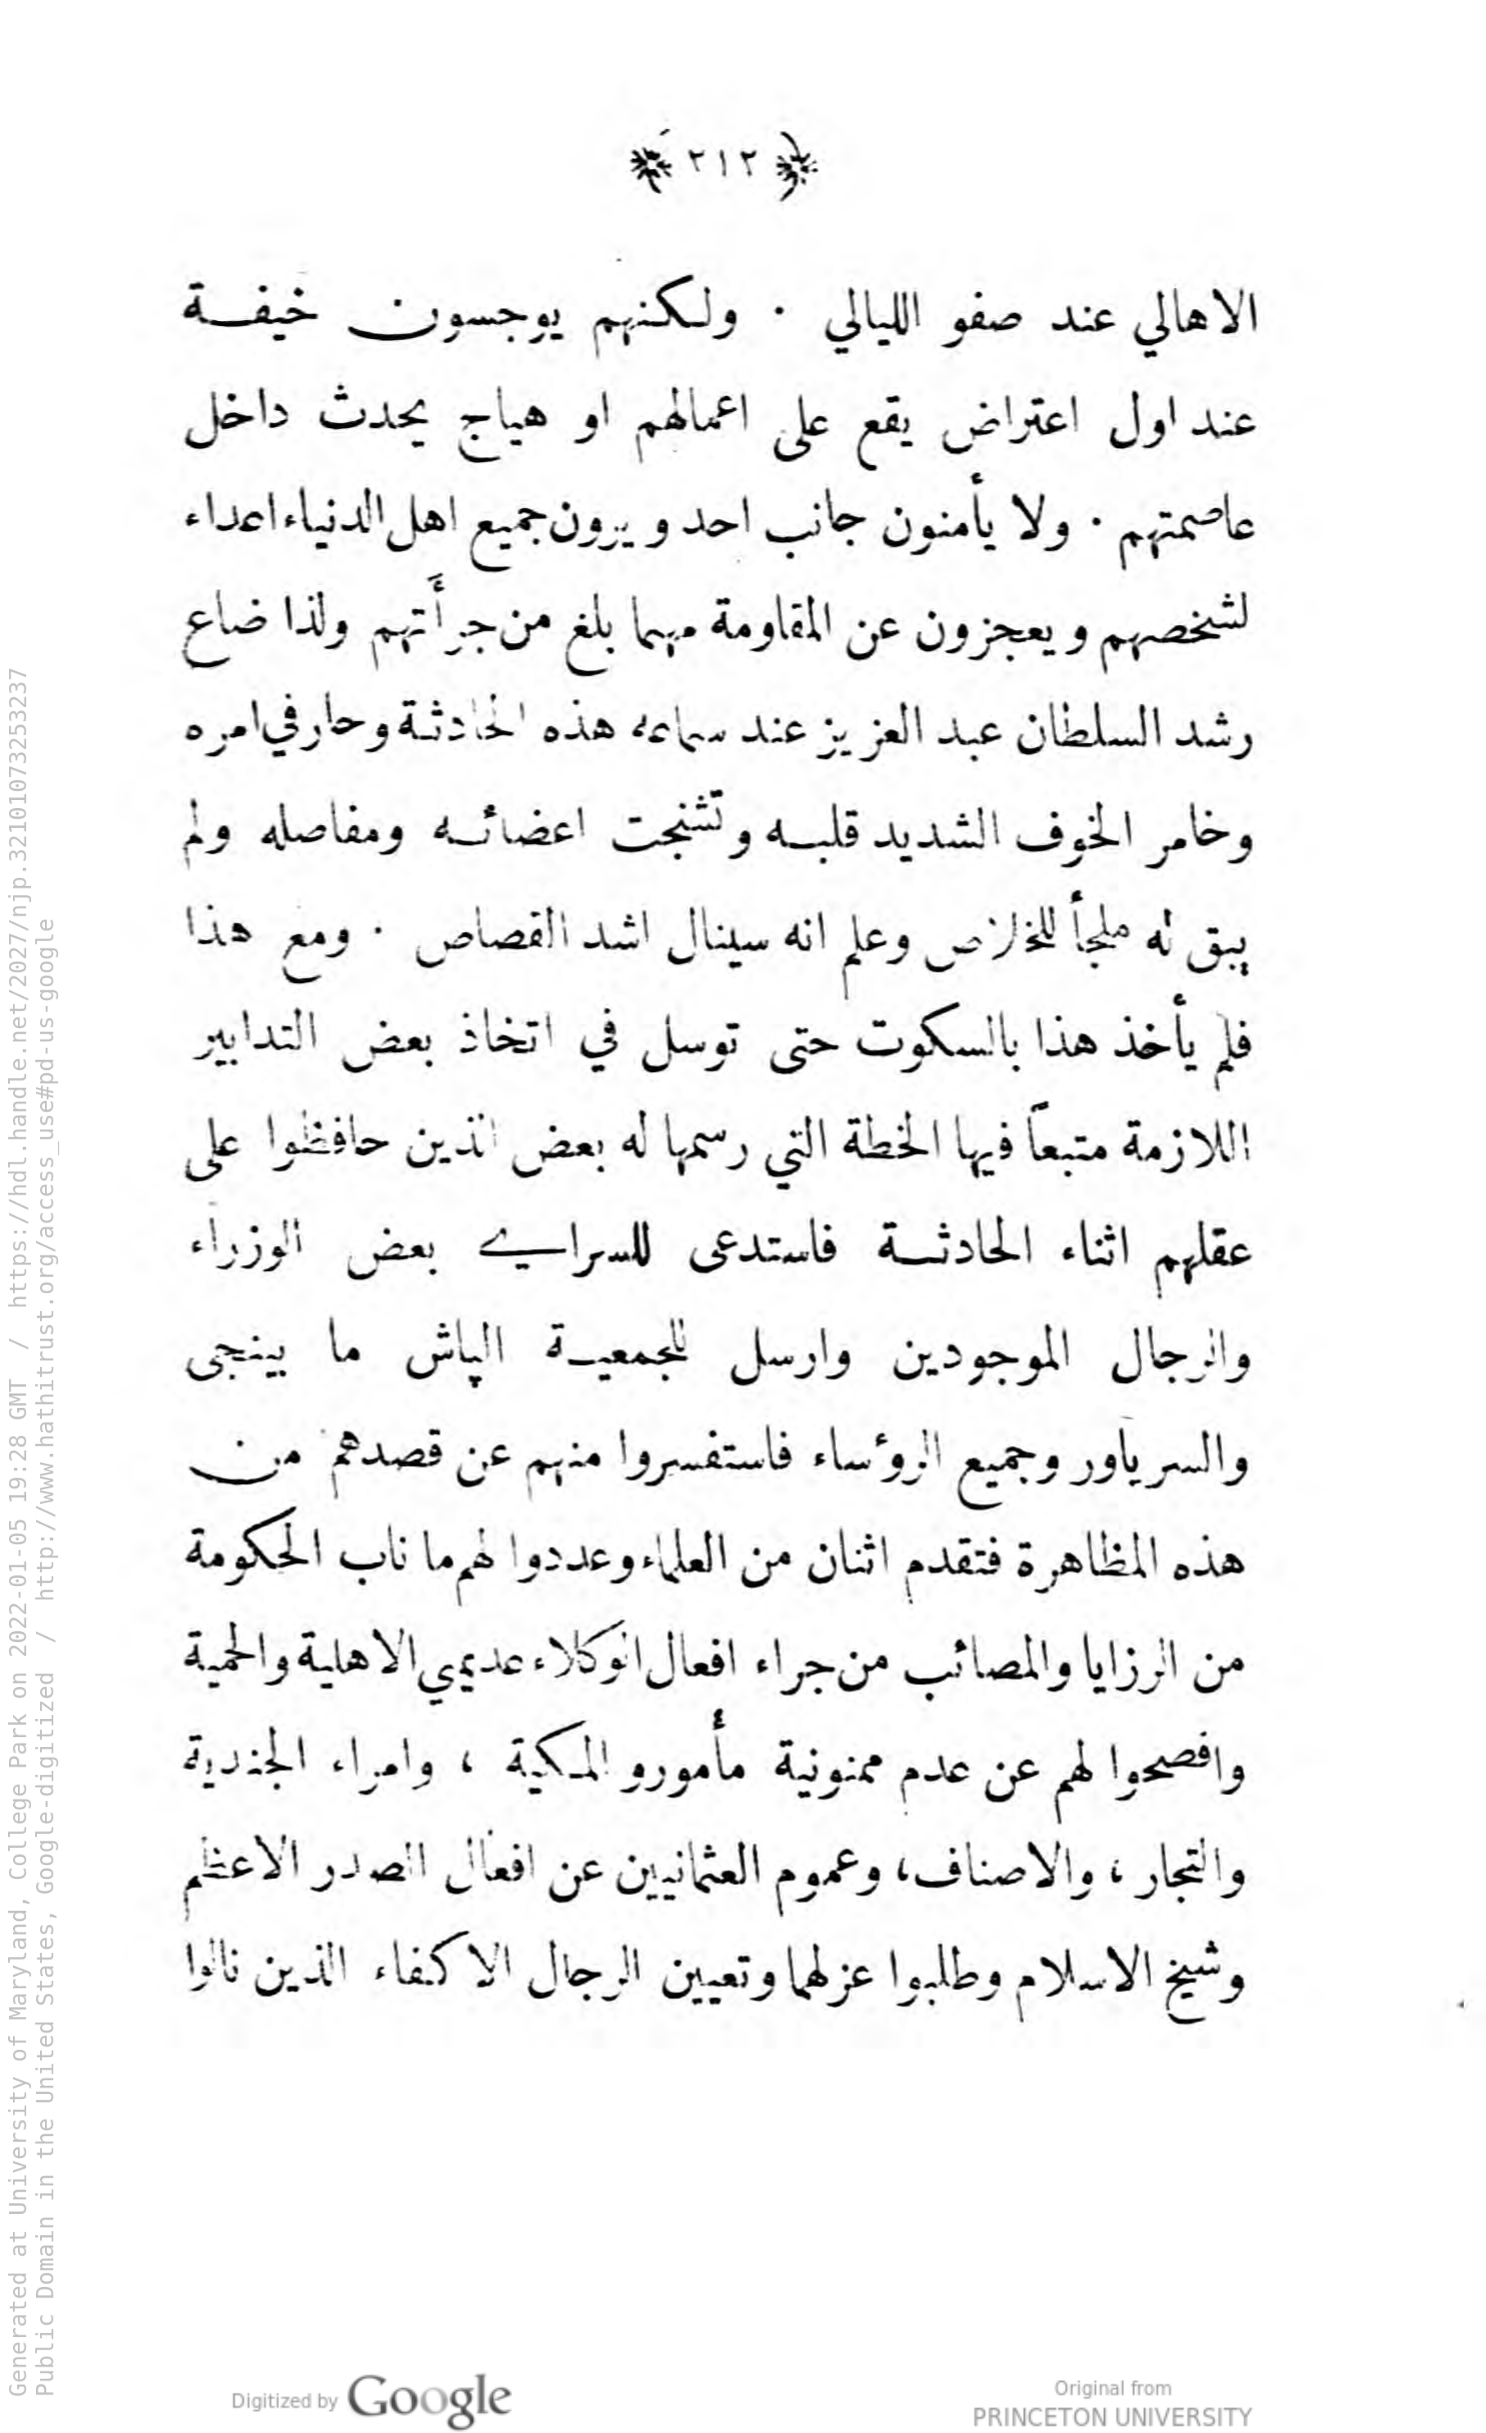 ﴿ ٢١٢ ﴾
الاهالي عند صفو الليالي ٠ ولكنهم يوجسون خيفة
عند اول اعتراض يقع على اعمالهم او هياج يحدث داخل
عاصمتهم ٠ ولا يأمنون جانب احد ويرون جميع اهل الدنياء اعداء
لشخصهم ويعجزون عن المقاومة مهما بلغ من جرأَتهم ولذا ضاع
رشد السلطان عبد العزيز عند سماعه هذه الحادثة وحار في امره
وخامر الخوف الشديد قلبه وتشنجت اعضائه ومفاصله ولم
يبق له ملجأ للخلاص وعلم انه سينال اشد القصاص ٠ ومع هذا
فلم يأخذ هذا بالسكوت حتى توسل في اتخاذ بعض التدابير
اللازمة متبعاً فيها الخطة التي رسمها له بعض الذين حافظوا على
عقلهم اثناء الحادثة فاستدعى للسراي بعض الوزراء
والرجال الموجودين وارسل للجمعية الپاش ما بينجى
والسرياور وجميع الرؤساء فاستفسروا منهم عن قصدهم من
هذه المظاهرة فتقدم اثنان من العلماء وعددوا لهم ما ناب الحكومة
من الرزايا والمصائب من جراء افعال الوكلاء عديمي الاهلية والحمية
وافصحوا لهم عن عدم ممنونية مأمورو الملكية ، وامراء الجندية
والتجار ، والاصناف، وعموم العثمانيين عن افعال الصدر الاعظم
وشيخ الاسلام وطلبوا عزلهما وتعيين الرجال الاكفاء الذين نالوا
Generated at University of Maryland, College Park on 2022-01-05 19:28 GMT / https://hdl.handle.net/2027/njp.32101073253237
Public Domain in the United States, Google-digitized / http://www.hathitrust.org/access_use#pd-us-google
Digitized by Google
Original from
PRINCETON UNIVERSITY